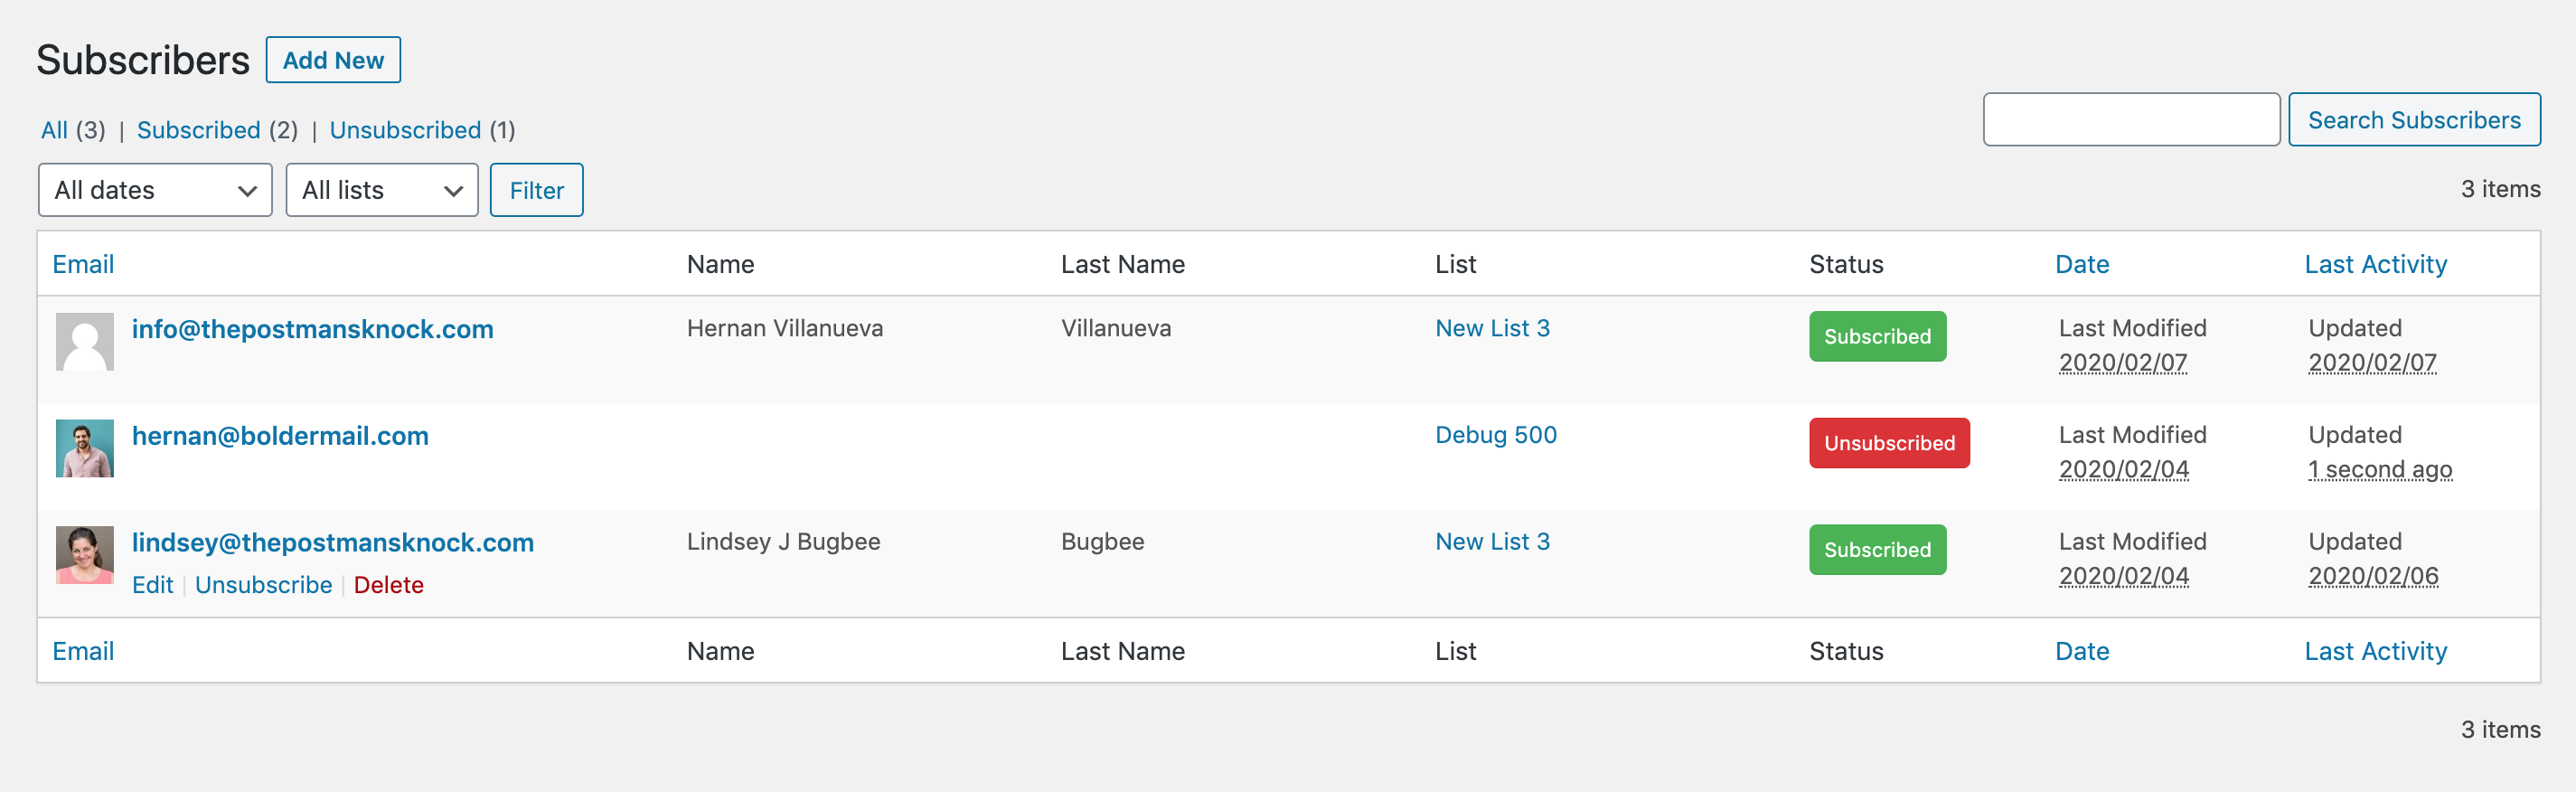 Subscribers Add New
All (3) | Subscribed (2) | Unsubscribed (1)
Search Subscribers
All dates All lists Filter
3 items
Email Name Last Name List Status Date Last Activity
info@thepostmansknock.com Hernan Villanueva Villanueva New List 3 Subscribed Last Modified Updated
2020/02/07 2020/02/07
hernan@boldermail.com Debug 500 Unsubscribed Last Modified Updated
2020/02/04 1 second ago
lindsey@thepostmansknock.com Lindsey J Bugbee Bugbee New List 3 Subscribed Last Modified Updated
Edit | Unsubscribe | Delete 2020/02/04 2020/02/06
Email Name Last Name List Status Date Last Activity
3 items